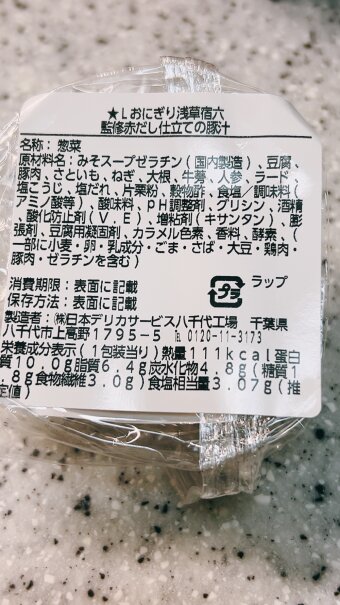 ★Lおにぎり浅草宿六
監修赤だし仕立ての豚汁
名称：惣菜
原材料名：みそスープゼラチン（国内製造）、豆腐、
豚肉、さといも、ねぎ、大根、牛蒡、人参、ラード、
塩こうじ、塩だれ、片栗粉、穀物酢、食塩／調味料（
アミノ酸等）、酸味料、pH調整剤、グリシン、酒精
、酸化防止剤（V．E）、増粘剤（キサンタン）、膨
張剤、豆腐用凝固剤、カラメル色素、香料、酵素、（
一部に小麦・卵・乳成分・ごま・さば・大豆・鶏肉・
豚肉・ゼラチンを含む）
消費期限：表面に記載
保存方法：表面に記載
プラ
ラップ
製造者：㈱日本デリカサービス八千代工場　千葉県
八千代市上高野1795－5　℡ 0120-11-3173
栄養成分表示（1包装当り）熱量111kcal蛋白
質10．0g脂質6．4g炭水化物4．8g（糖質1
．8g食物繊維3．0g）食塩相当量3．07g（推
定値）